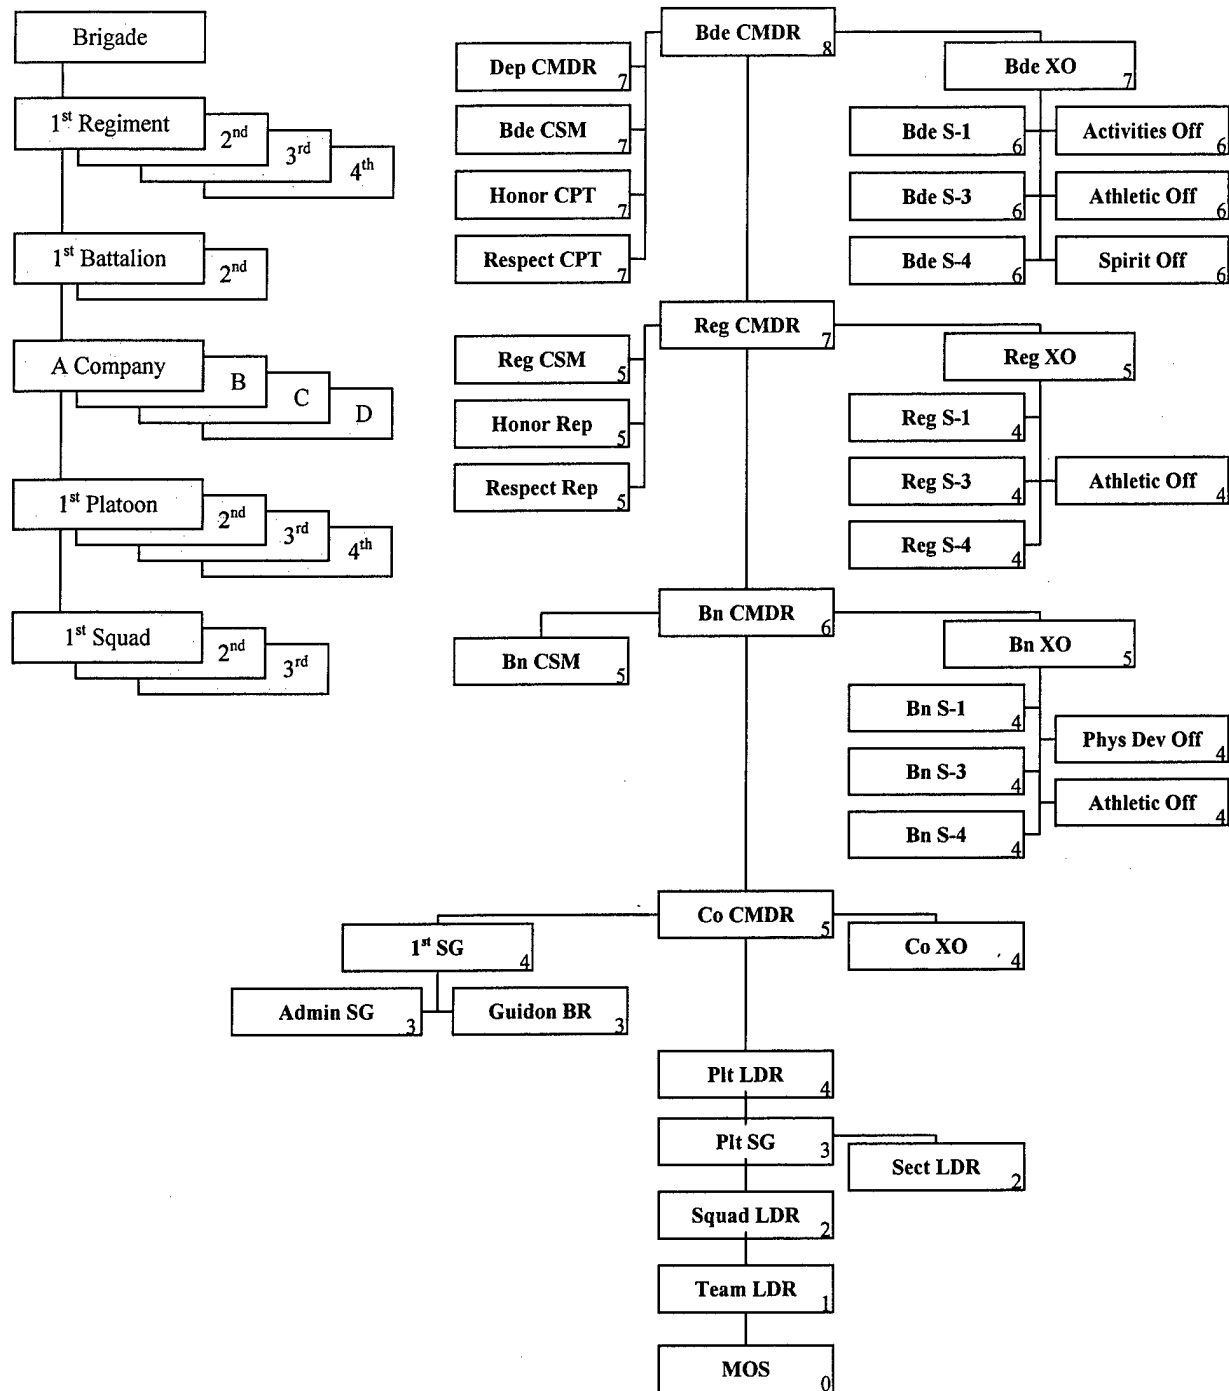 Brigade
1st Regiment
2nd
3rd
4th
1st Battalion
2nd
A Company
B
C
D
1st Platoon
2nd
3rd
4th
1st Squad
2nd
3rd
Bde CMDR
8
Dep CMDR
7
Bde CSM
7
Honor CPT
7
Respect CPT
7
Bde XO
7
Bde S-1
6
Activities Off
6
Bde S-3
6
Athletic Off
6
Bde S-4
6
Spirit Off
6
Reg CMDR
7
Reg CSM
5
Honor Rep
5
Respect Rep
5
Reg XO
5
Reg S-1
4
Reg S-3
4
Athletic Off
4
Reg S-4
4
Bn CMDR
6
Bn CSM
5
Bn XO
5
Bn S-1
4
Phys Dev Off
4
Bn S-3
4
Athletic Off
4
Bn S-4
4
Co CMDR
5
1st SG
4
Co XO
4
Admin SG
3
Guidon BR
3
Plt LDR
4
Plt SG
3
Sect LDR
2
Squad LDR
2
Team LDR
1
MOS
0